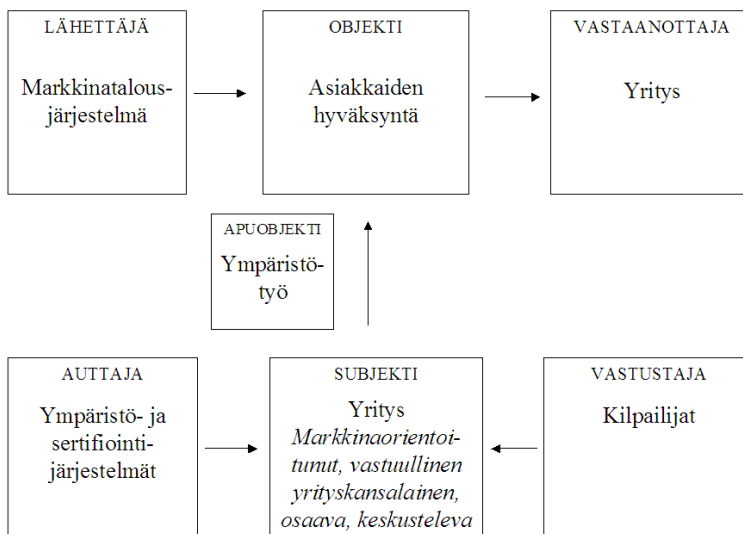 LÄHETTÄJÄ
Markkinatalous-
järjestelmä
OBJEKTI
Asiakkaiden
hyväksyntä
VASTAANOTTAJA
Yritys
APUOBJEKTI
Ympäristö-
työ
AUTTAJA
Ympäristö- ja
sertifiointi-
järjestelmät
SUBJEKTI
Yritys
Markkinaorientoi-
tunut, vastuullinen
yrityskansalainen,
osaava, keskusteleva
VASTUSTAJA
Kilpailijat